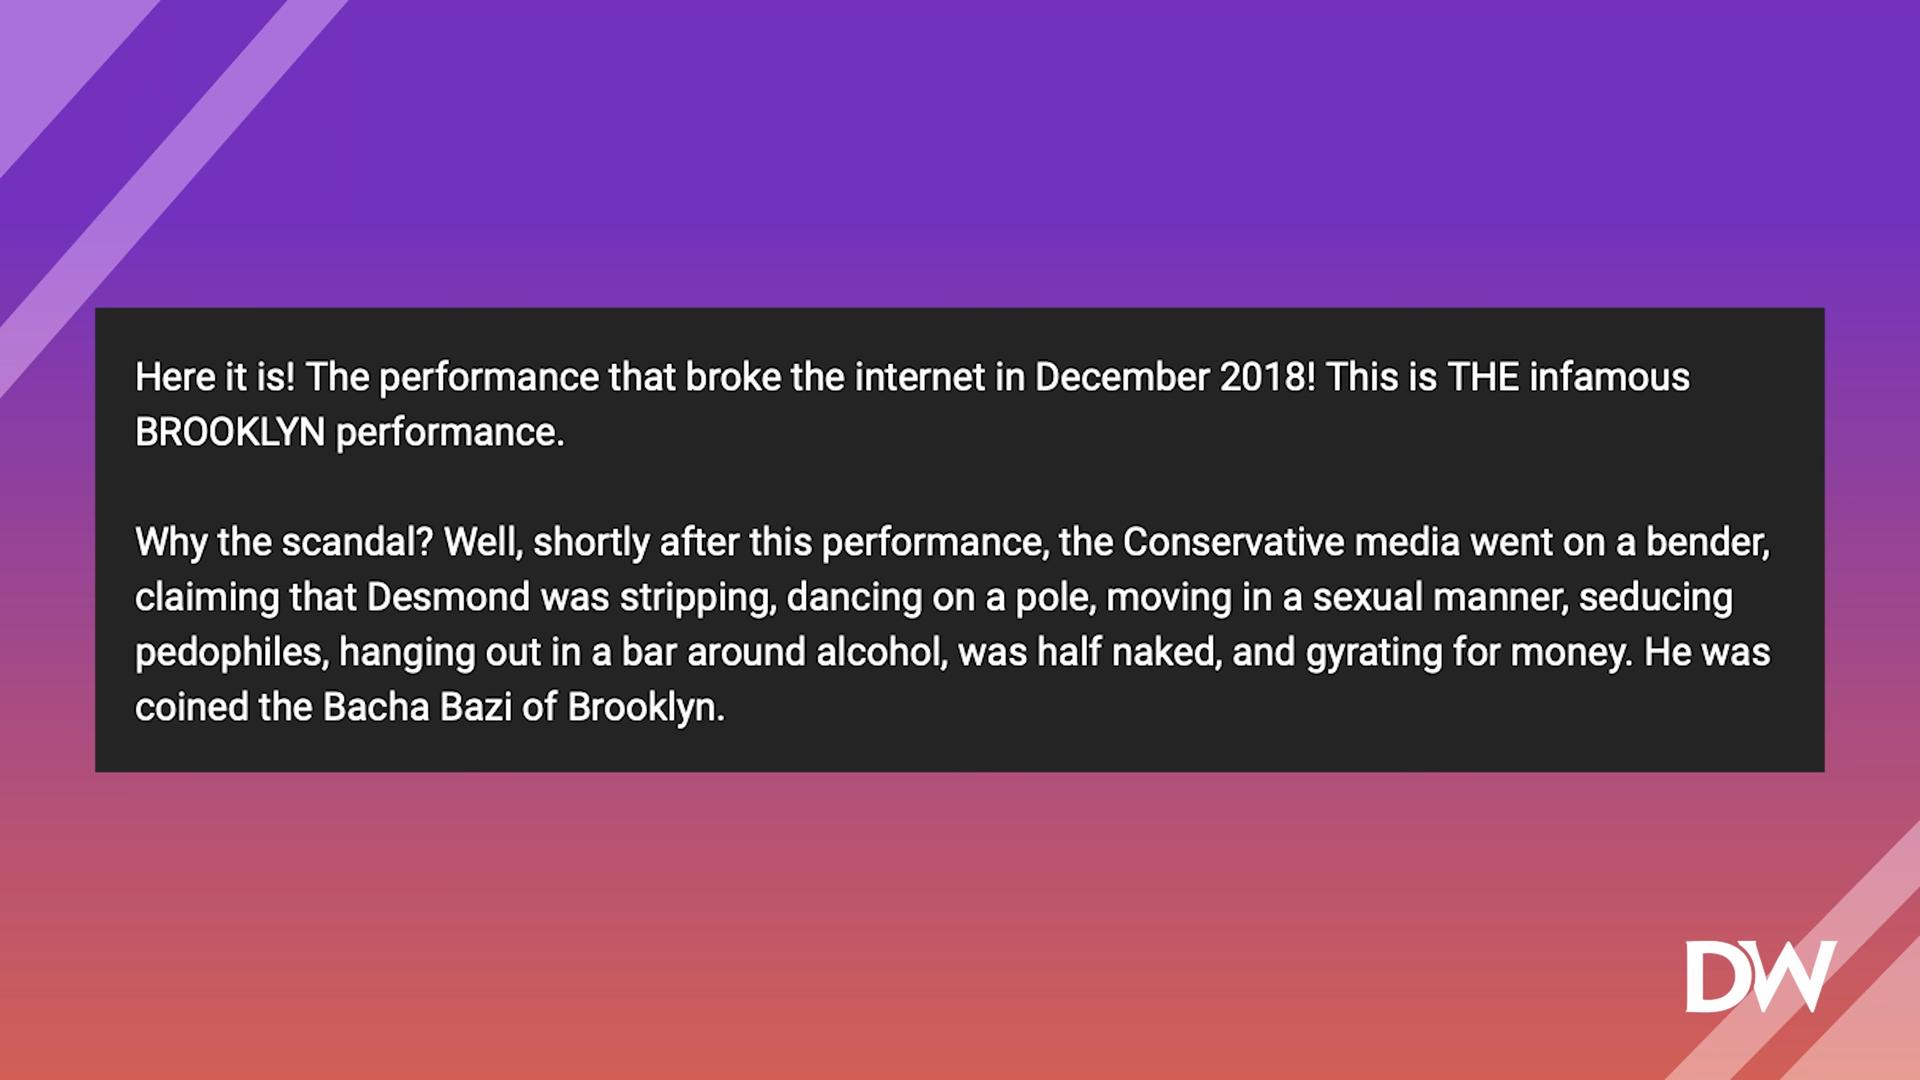 Here it is! The performance that broke the internet in December 2018! This is THE infamous
BROOKLYN performance.
Why the scandal? Well, shortly after this performance, the Conservative media went on a bender,
claiming that Desmond was stripping, dancing on a pole, moving in a sexual manner, seducing
pedophiles, hanging out in a bar around alcohol, was half naked, and gyrating for money. He was
coined the Bacha Bazi of Brooklyn.
DW